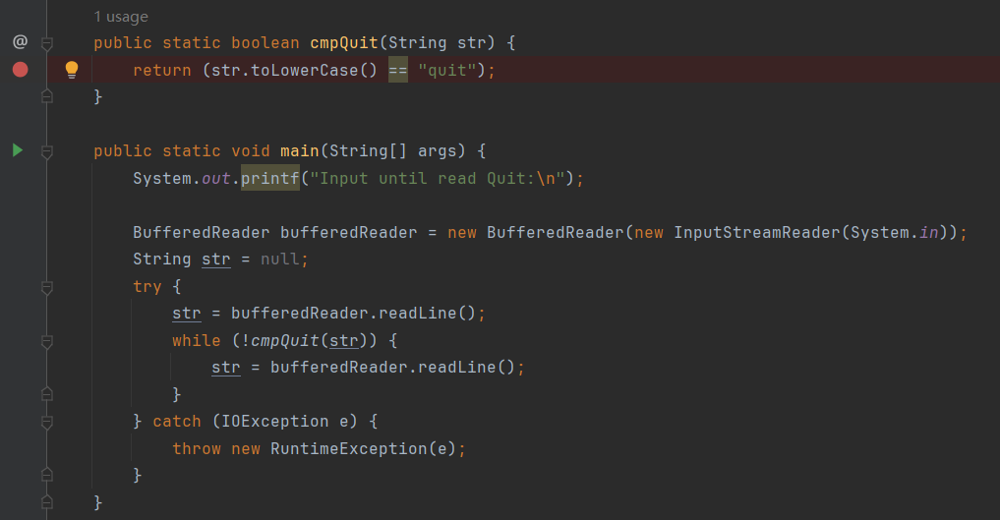 1 usage
@
public static boolean cmpQuit(String str) {
return (str.toLowerCase() == "quit");
}
public static void main(String[] args) {
System.out.printf("Input until read Quit:\n");
BufferedReader bufferedReader = new BufferedReader(new InputStreamReader(System.in));
String str = null;
try {
str = bufferedReader.readLine();
while (!cmpQuit(str)) {
str = bufferedReader.readLine();
}
} catch (IOException e) {
throw new RuntimeException(e);
}
}